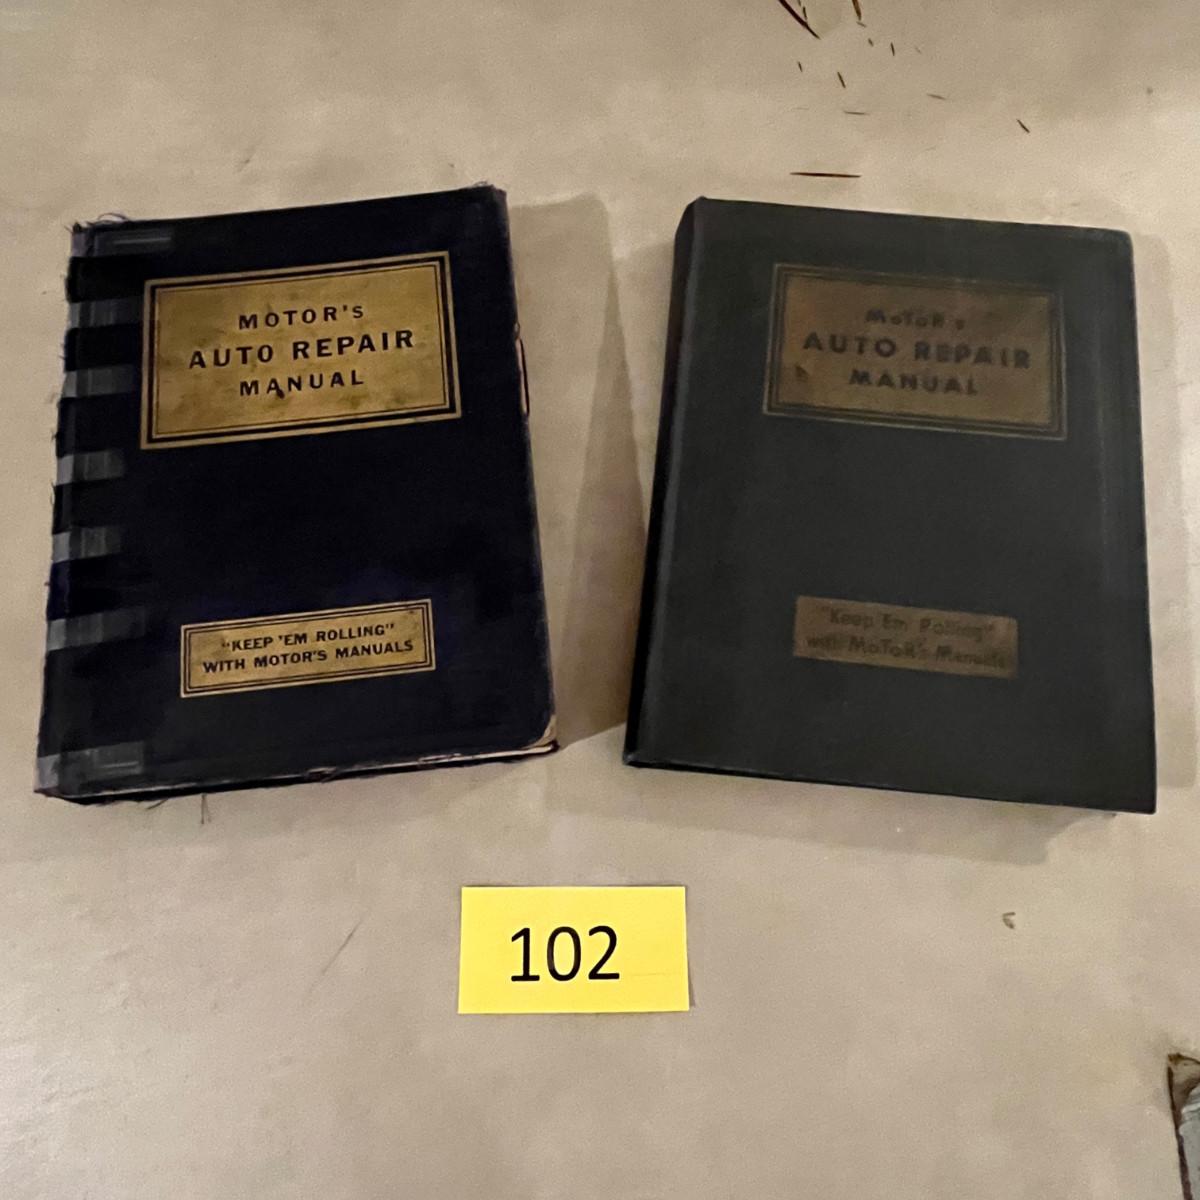 MOTOR'S
AUTO REPAIR
MANUAL
"KEEP 'EM ROLLING"
WITH MOTOR'S MANUALS
MoToR's
AUTO REPAIR
MANUAL
"Keep 'Em Rolling"
with MoToR's Manuals
102